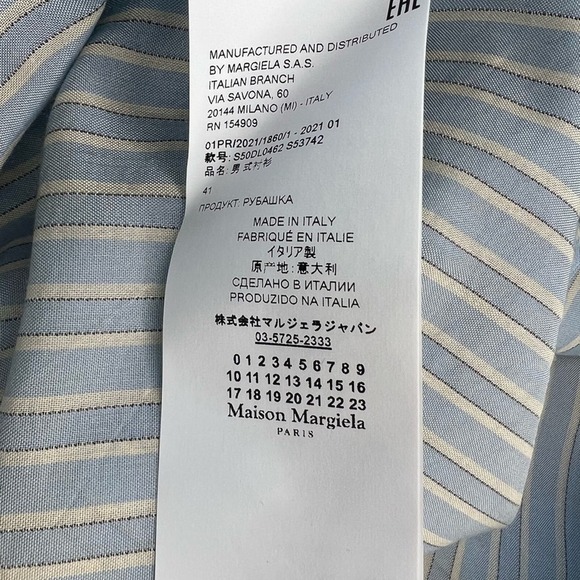 EAC
MANUFACTURED AND DISTRIBUTED
BY MARGIELA S.A.S.
ITALIAN BRANCH
VIA SAVONA, 60
20144 MILANO (MI) - ITALY
RN 154909
01PR/2021/1860/1 - 2021 01
款号: S50DL0462 S53742
品名: 男式衬衫
41
ПРОДУКТ: РУБАШКА
MADE IN ITALY
FABRIQUÉ EN ITALIE
イタリア製
原产地: 意大利
СДЕЛАНО В ИТАЛИИ
PRODUZIDO NA ITALIA
株式会社マルジェラジャパン
03-5725-2333
0 1 2 3 4 5 6 7 8 9
10 11 12 13 14 15 16
17 18 19 20 21 22 23
Maison Margiela
PARIS